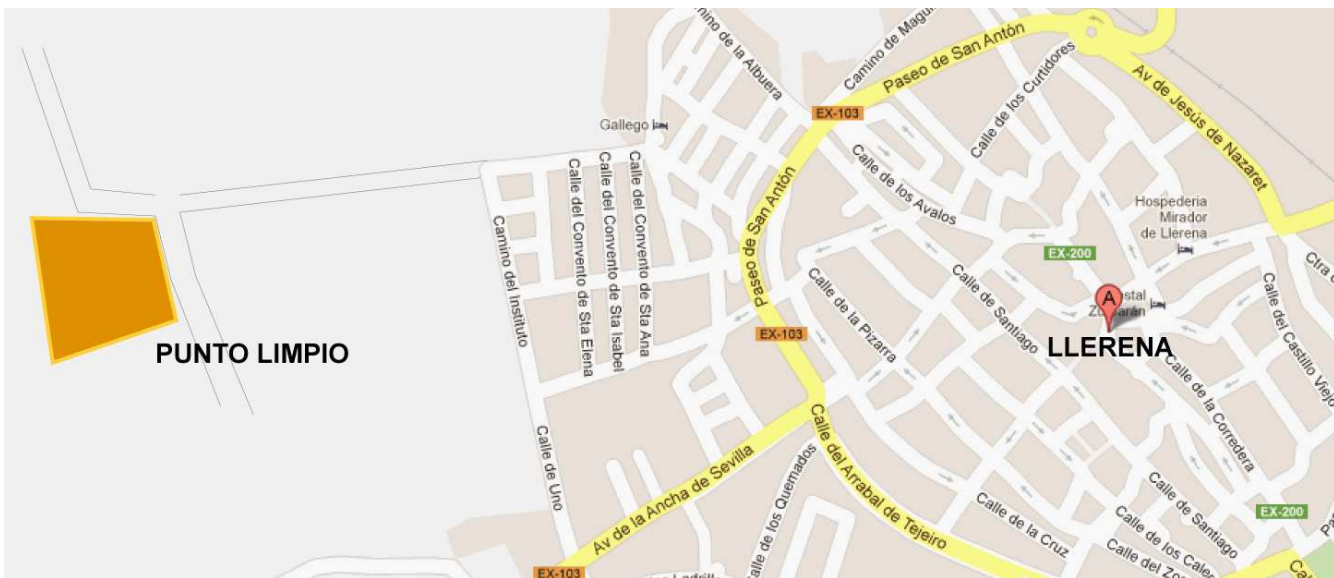 Camino de la Albuera
Camino de Magui
Paseo de San Antón
Av de Jesús de Nazaret
Calle de los Curtidores
EX-103
Gallego
Calle de los Avalos
Hospederia
Mirador
de Llerena
EX-200
Camino del Instituto
Calle del Convento de Sta Elena
Calle del Convento de Sta Isabel
Calle del Convento de Sta Ana
Paseo de San Antón
Calle de la Pizarra
Calle de Santiago
A
LLERENA
Calle del Castillo Viejo
Ctra
PUNTO LIMPIO
EX-103
Calle de la Corredera
Calle de Uno
Av de la Ancha de Sevilla
Calle de los Quemados
Calle del Arrabal de Tejeiro
Calle de la Cruz
Calle de Santiago
EX-200
EX-103